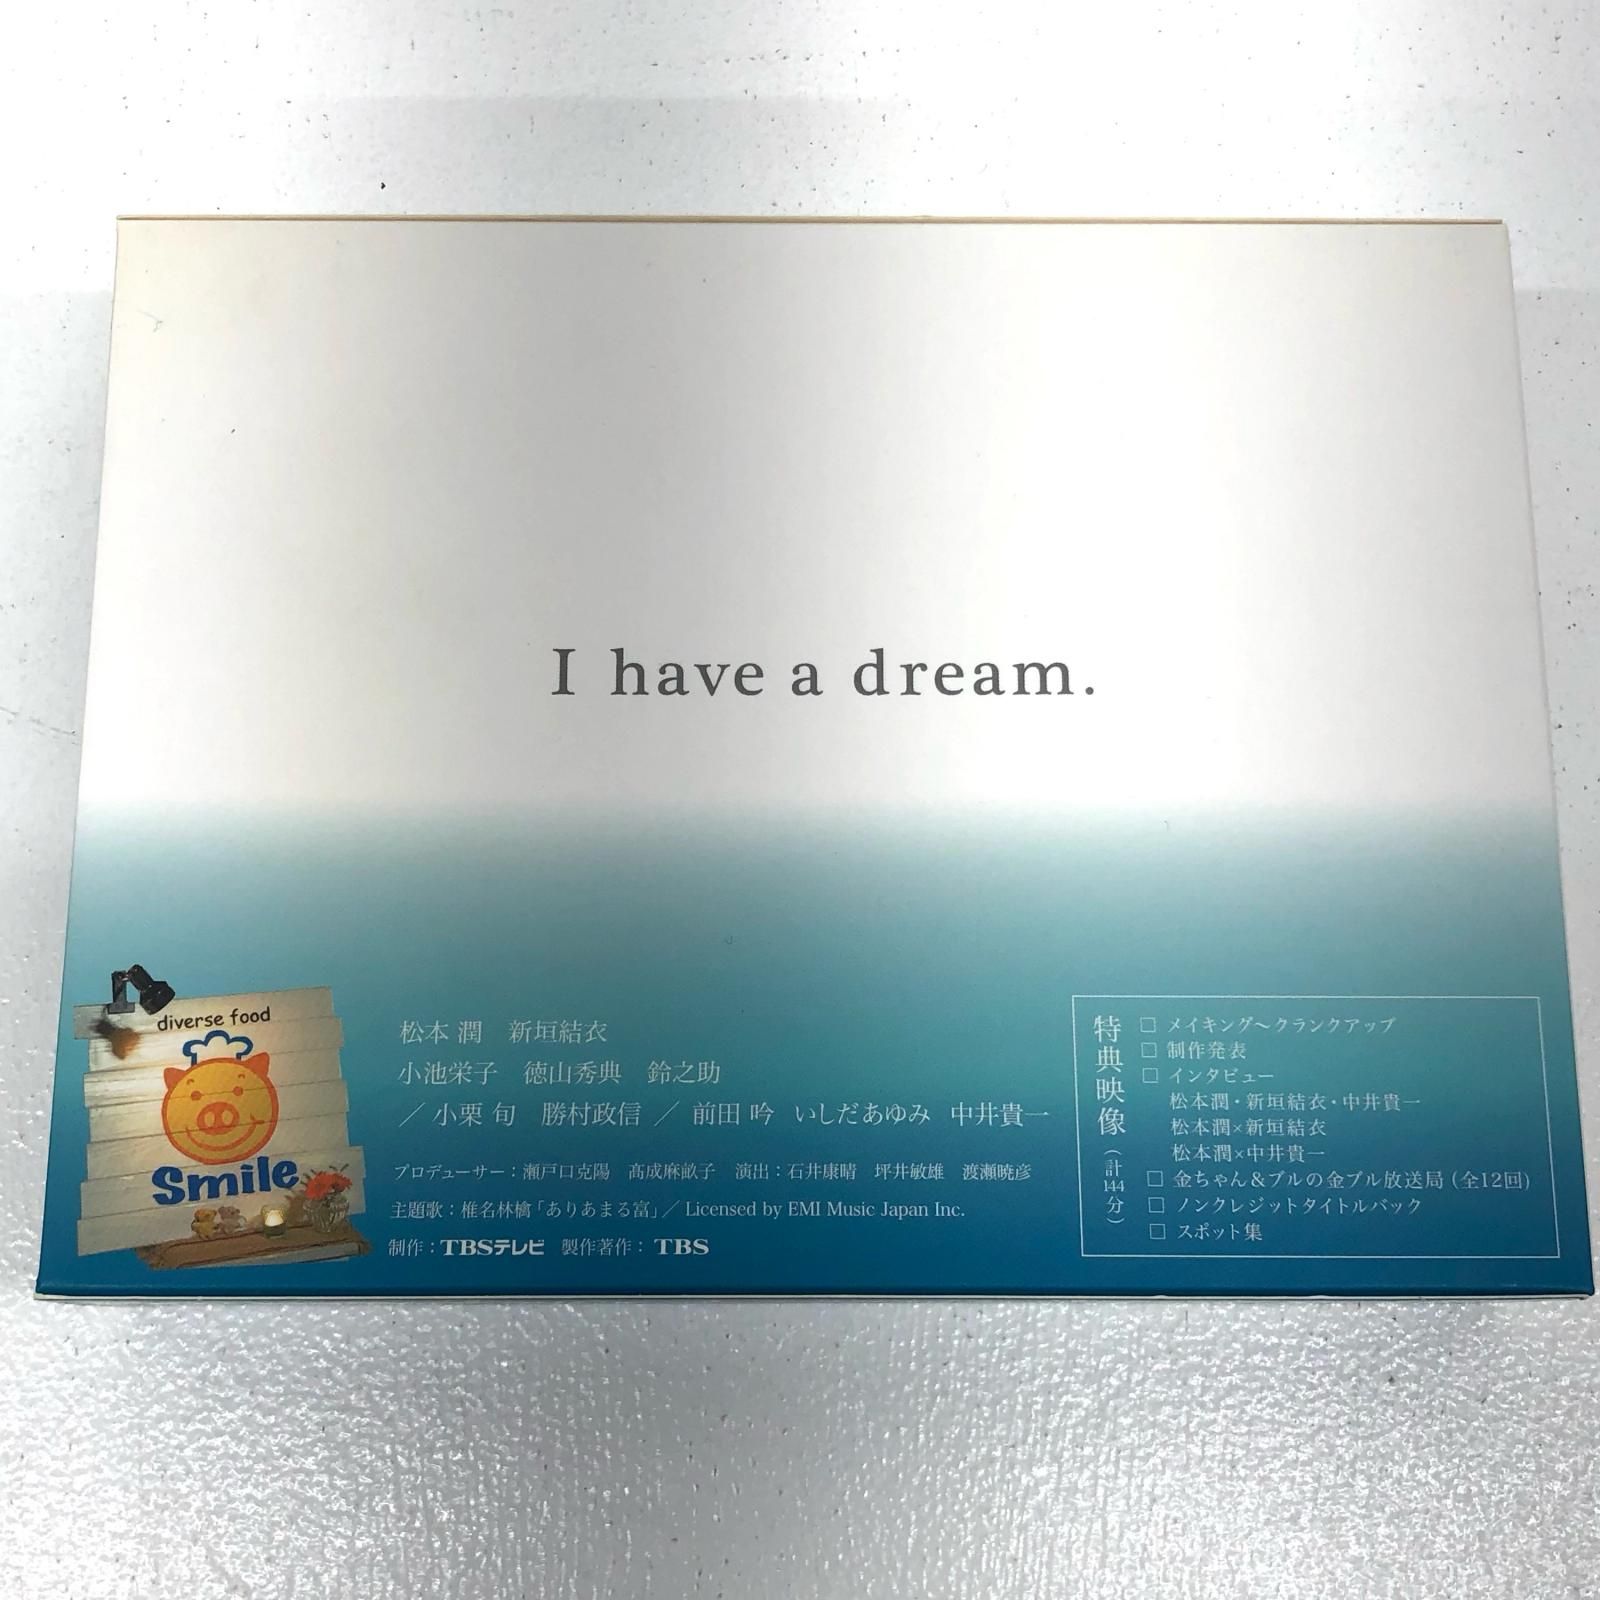 I have a dream.
diverse food
Smile
松本 潤 新垣結衣
小池栄子 徳山秀典 鈴之助
／小栗 旬 勝村政信／前田 吟 いしだあゆみ 中井貴一
プロデューサー：瀬戸口克陽 高成麻畝子 演出：石井康晴 坪井敏雄 渡瀬暁彦
主題歌：椎名林檎「ありあまる富」／Licensed by EMI Music Japan Inc.
制作：TBSテレビ 製作著作：TBS
特典映像（計144分）
□ メイキング〜クランクアップ
□ 制作発表
□ インタビュー
松本潤・新垣結衣・中井貴一
松本潤×新垣結衣
松本潤×中井貴一
□ 金ちゃん＆ブルの金ブル放送局（全12回）
□ ノンクレジットタイトルバック
□ スポット集